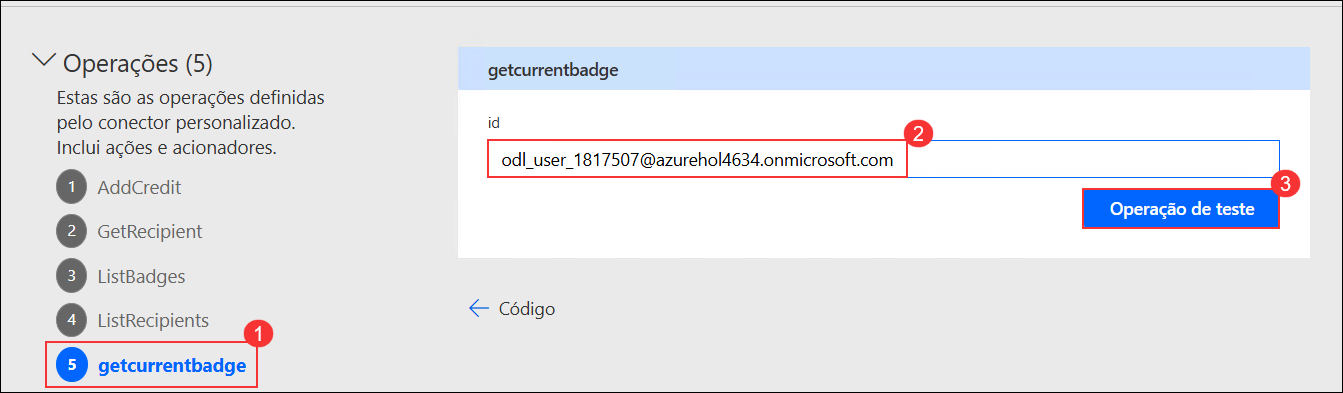 Operações (5)
Estas são as operações definidas
pelo conector personalizado.
Inclui ações e acionadores.
1 AddCredit
2 GetRecipient
3 ListBadges
4 ListRecipients
1
5 getcurrentbadge
getcurrentbadge
id
2
odl_user_1817507@azurehol4634.onmicrosoft.com
3
Operação de teste
Código